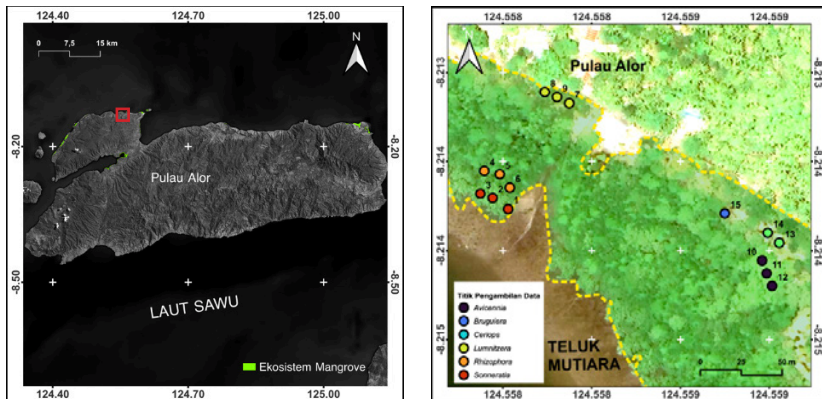 124.40 124.70 125.00
0 7,5 15 km
N
-8.20
-8.20
Pulau Alor
-8.50
-8.50
LAUT SAWU
Ekosistem Mangrove
124.40 124.70 125.00
124.558 124.558 124.559 124.559
Pulau Alor
-8.213
-8.213
8 9 7
-8.214
-8.214
4
6
3 2
1
15
14
13
10
11
12
-8.214
-8.214
Titik Pengambilan Data
Avicennia
Bruguiera
Ceriops
Lumnitzera
Rhizophora
Sonneratia
TELUK
MUTIARA
-8.215
-8.215
0 25 50 m
124.558 124.558 124.559 124.559